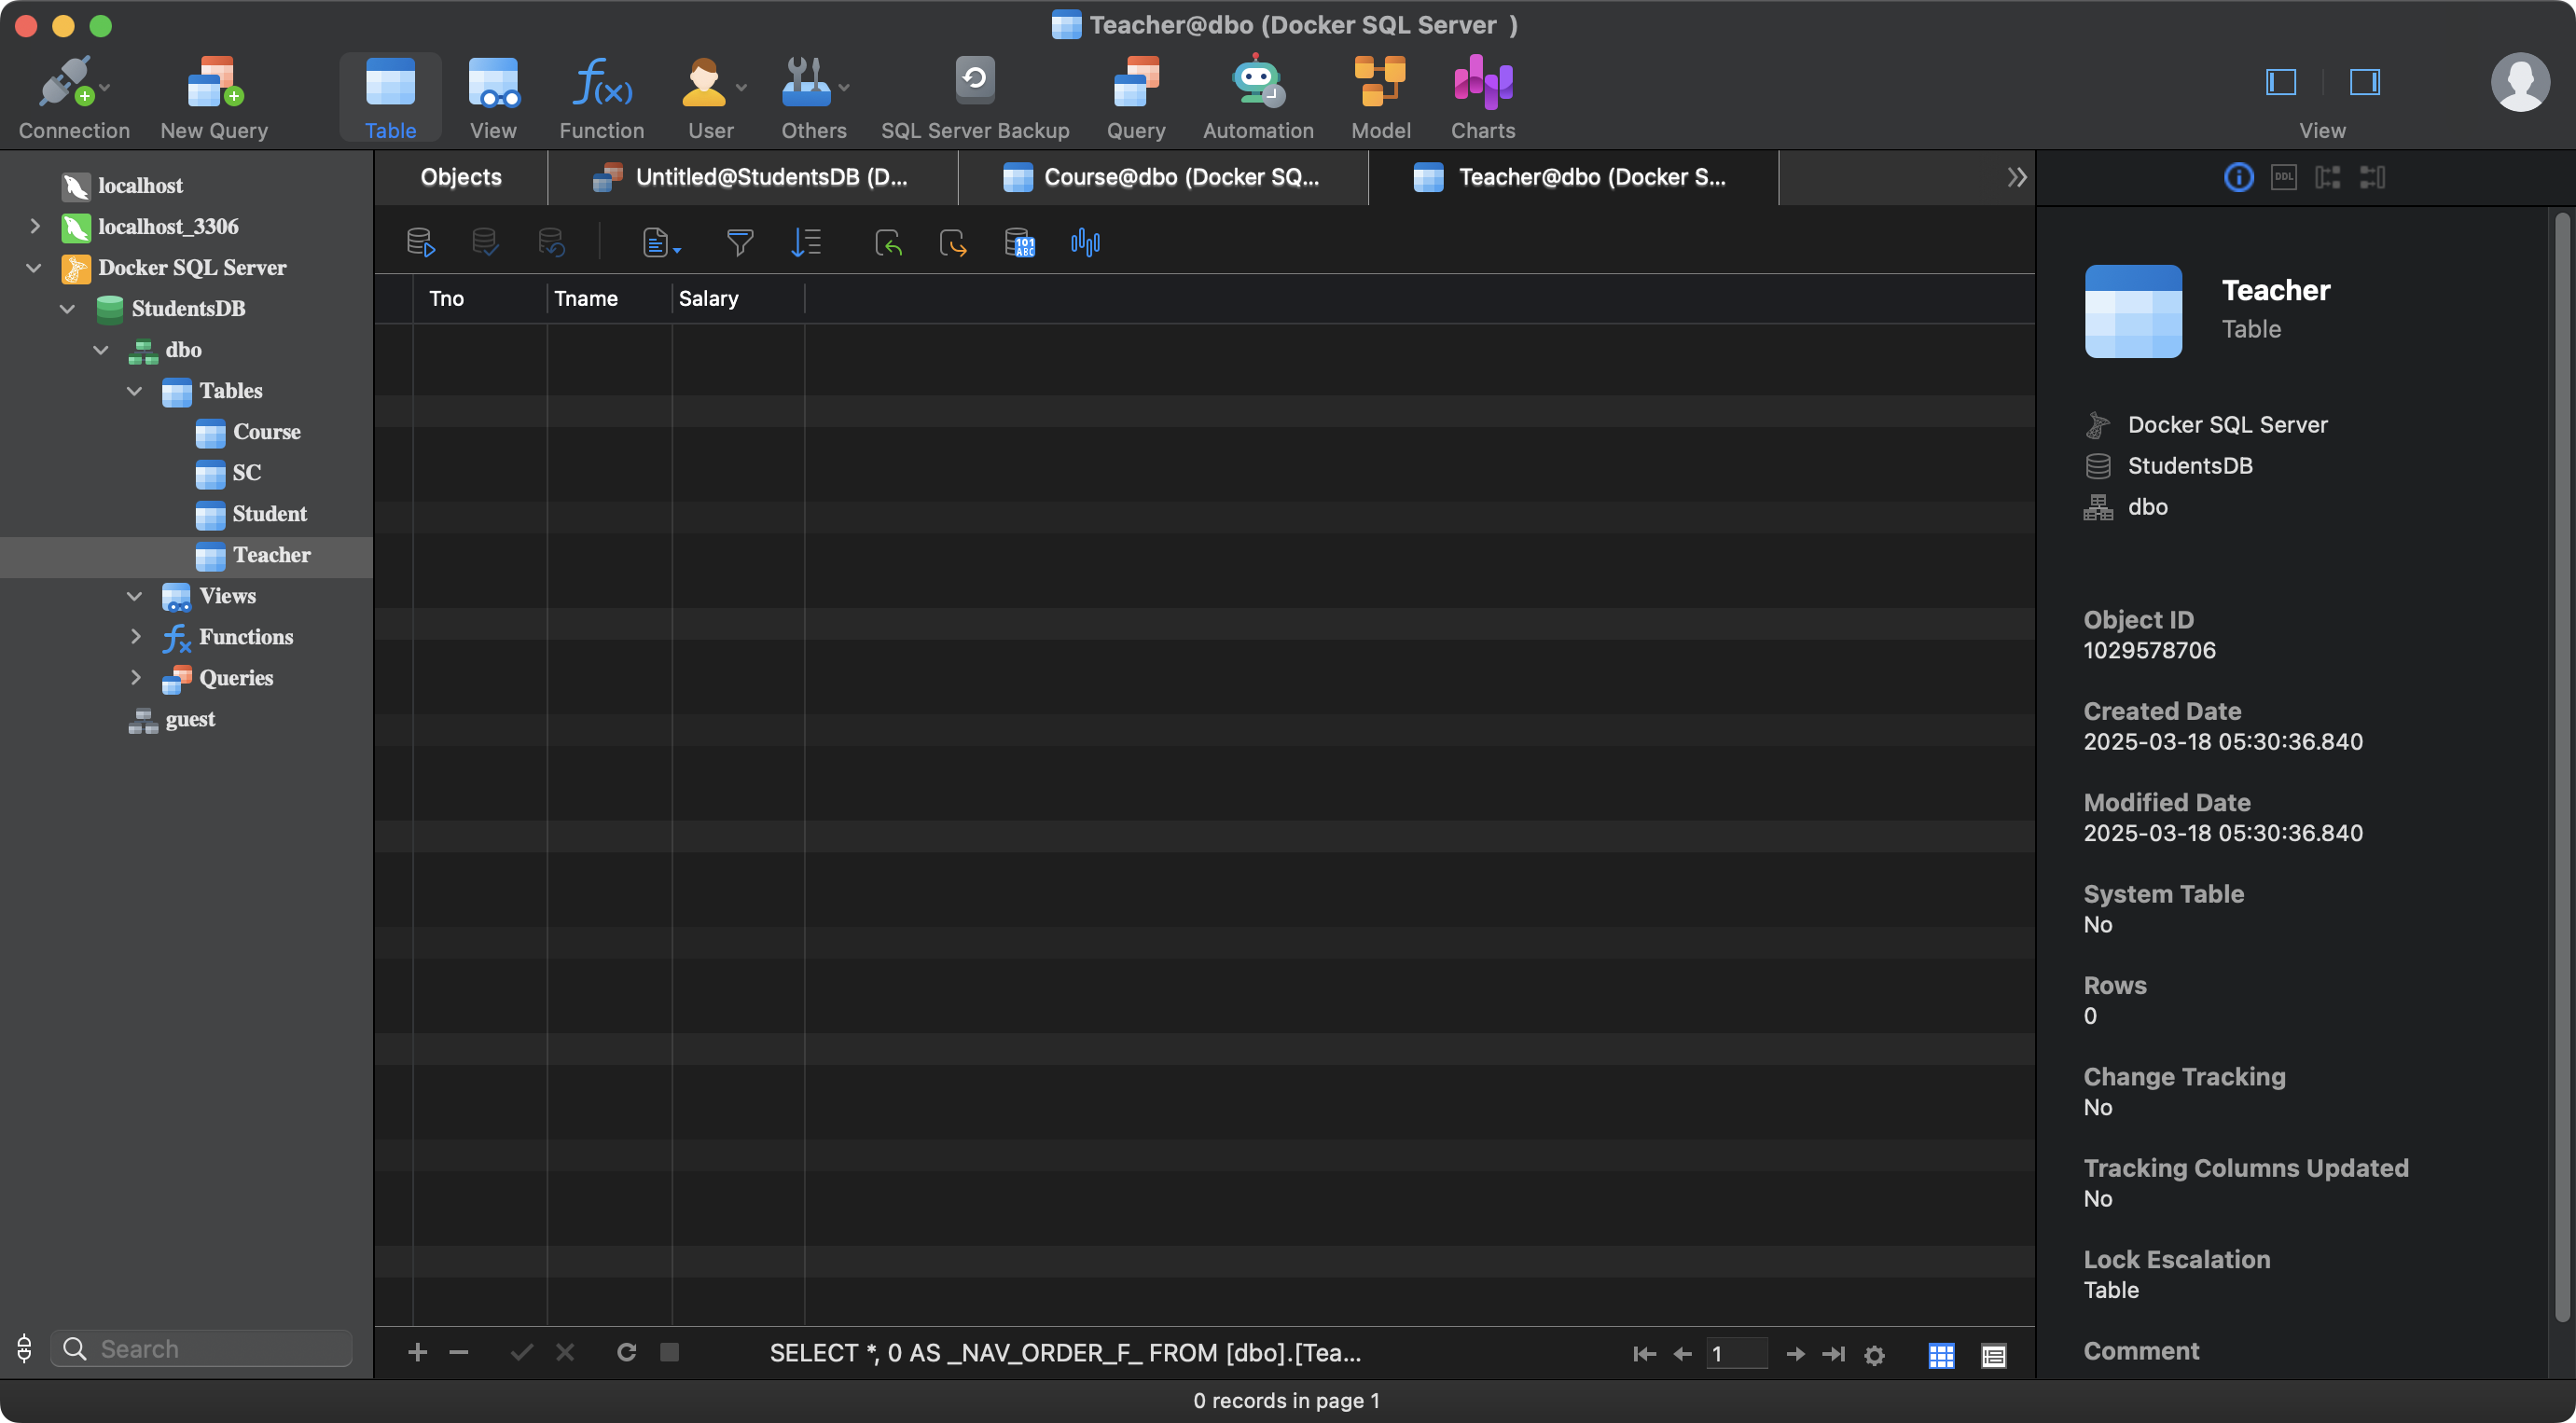 Teacher@dbo (Docker SQL Server  )
Connection
New Query
Table
View
Function
User
Others
SQL Server Backup
Query
Automation
Model
Charts
View
localhost
localhost_3306
Docker SQL Server
StudentsDB
dbo
Tables
Course
SC
Student
Teacher
Views
Functions
Queries
guest
Search
Objects
Untitled@StudentsDB (D...
Course@dbo (Docker SQ...
Teacher@dbo (Docker S...
Tno
Tname
Salary
SELECT *, 0 AS _NAV_ORDER_F_ FROM [dbo].[Tea...
1
DDL
Teacher
Table
Docker SQL Server
StudentsDB
dbo
Object ID
1029578706
Created Date
2025-03-18 05:30:36.840
Modified Date
2025-03-18 05:30:36.840
System Table
No
Rows
0
Change Tracking
No
Tracking Columns Updated
No
Lock Escalation
Table
Comment
0 records in page 1